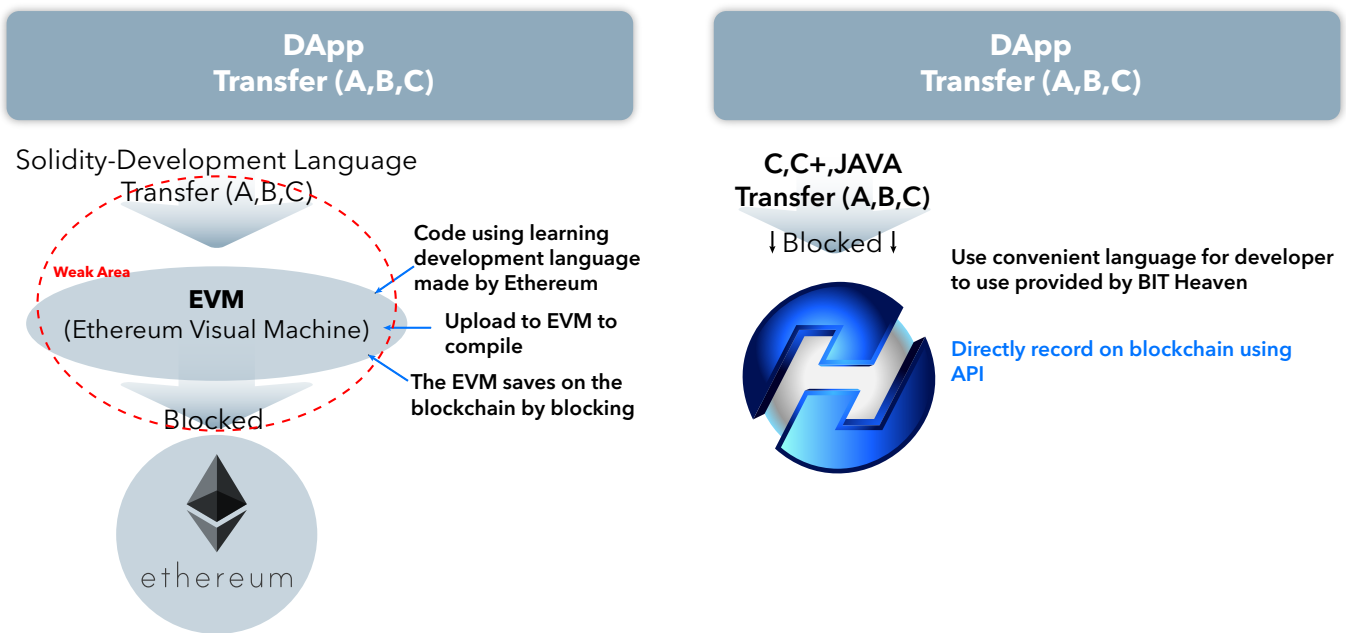 DApp
Transfer (A,B,C)
Solidity-Development Language
Transfer (A,B,C)
Weak Area
EVM
(Ethereum Visual Machine)
Code using learning
development language
made by Ethereum
Upload to EVM to
compile
The EVM saves on the
blockchain by blocking
Blocked
ethereum
DApp
Transfer (A,B,C)
C,C+,JAVA
Transfer (A,B,C)
↓Blocked↓
Use convenient language for developer
to use provided by BIT Heaven
Directly record on blockchain using
API